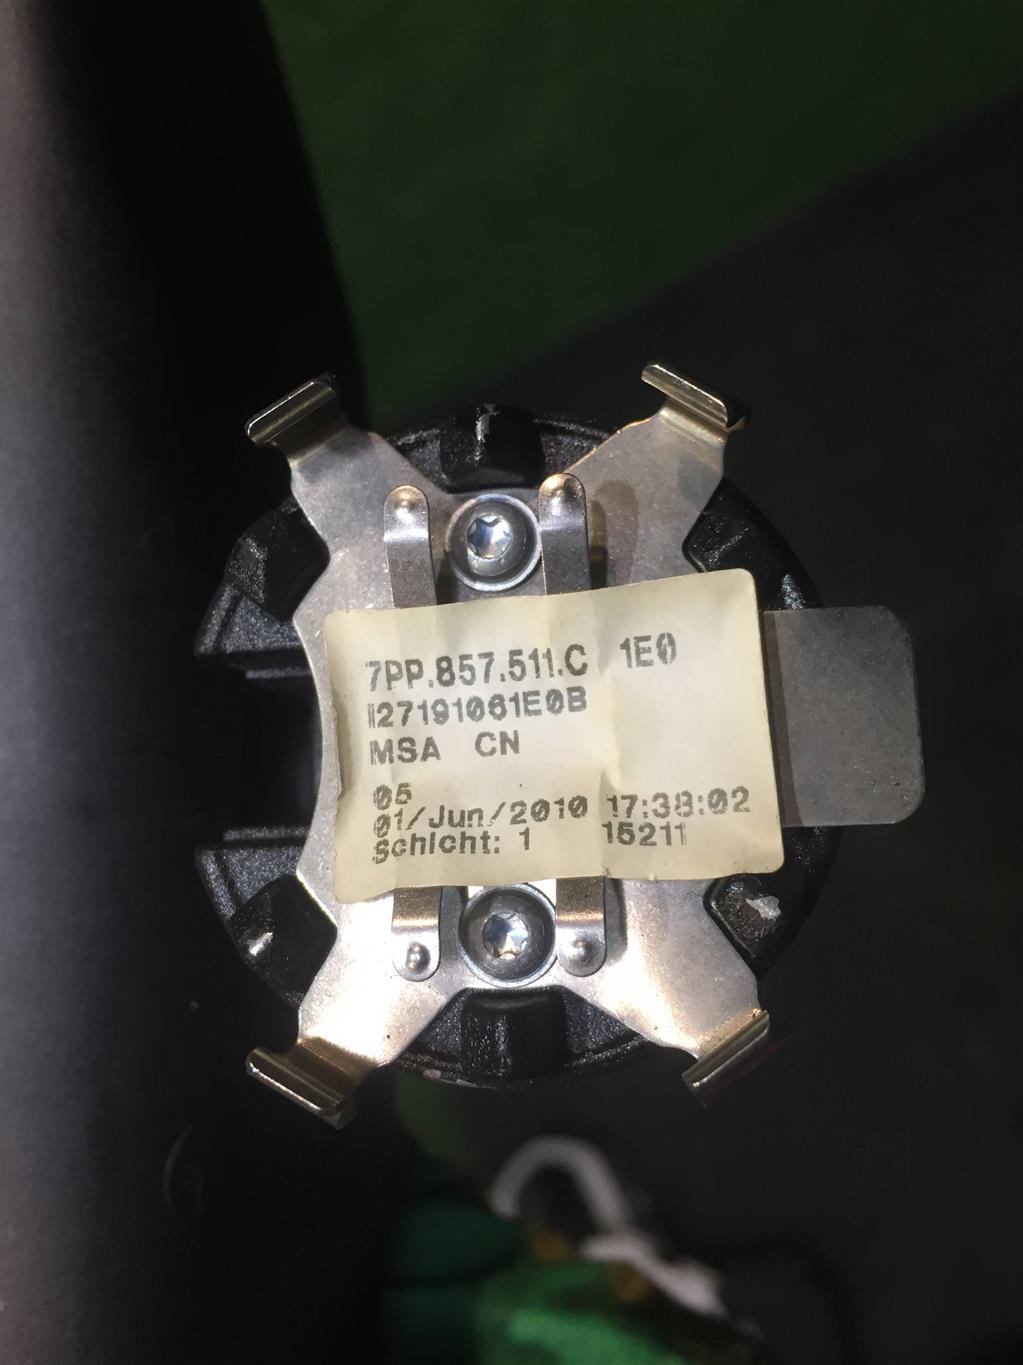 7PP.857.511.C 1E0
I27191061E0B
MSA CN
05
01/Jun/2010 17:38:02
Schicht: 1 15211